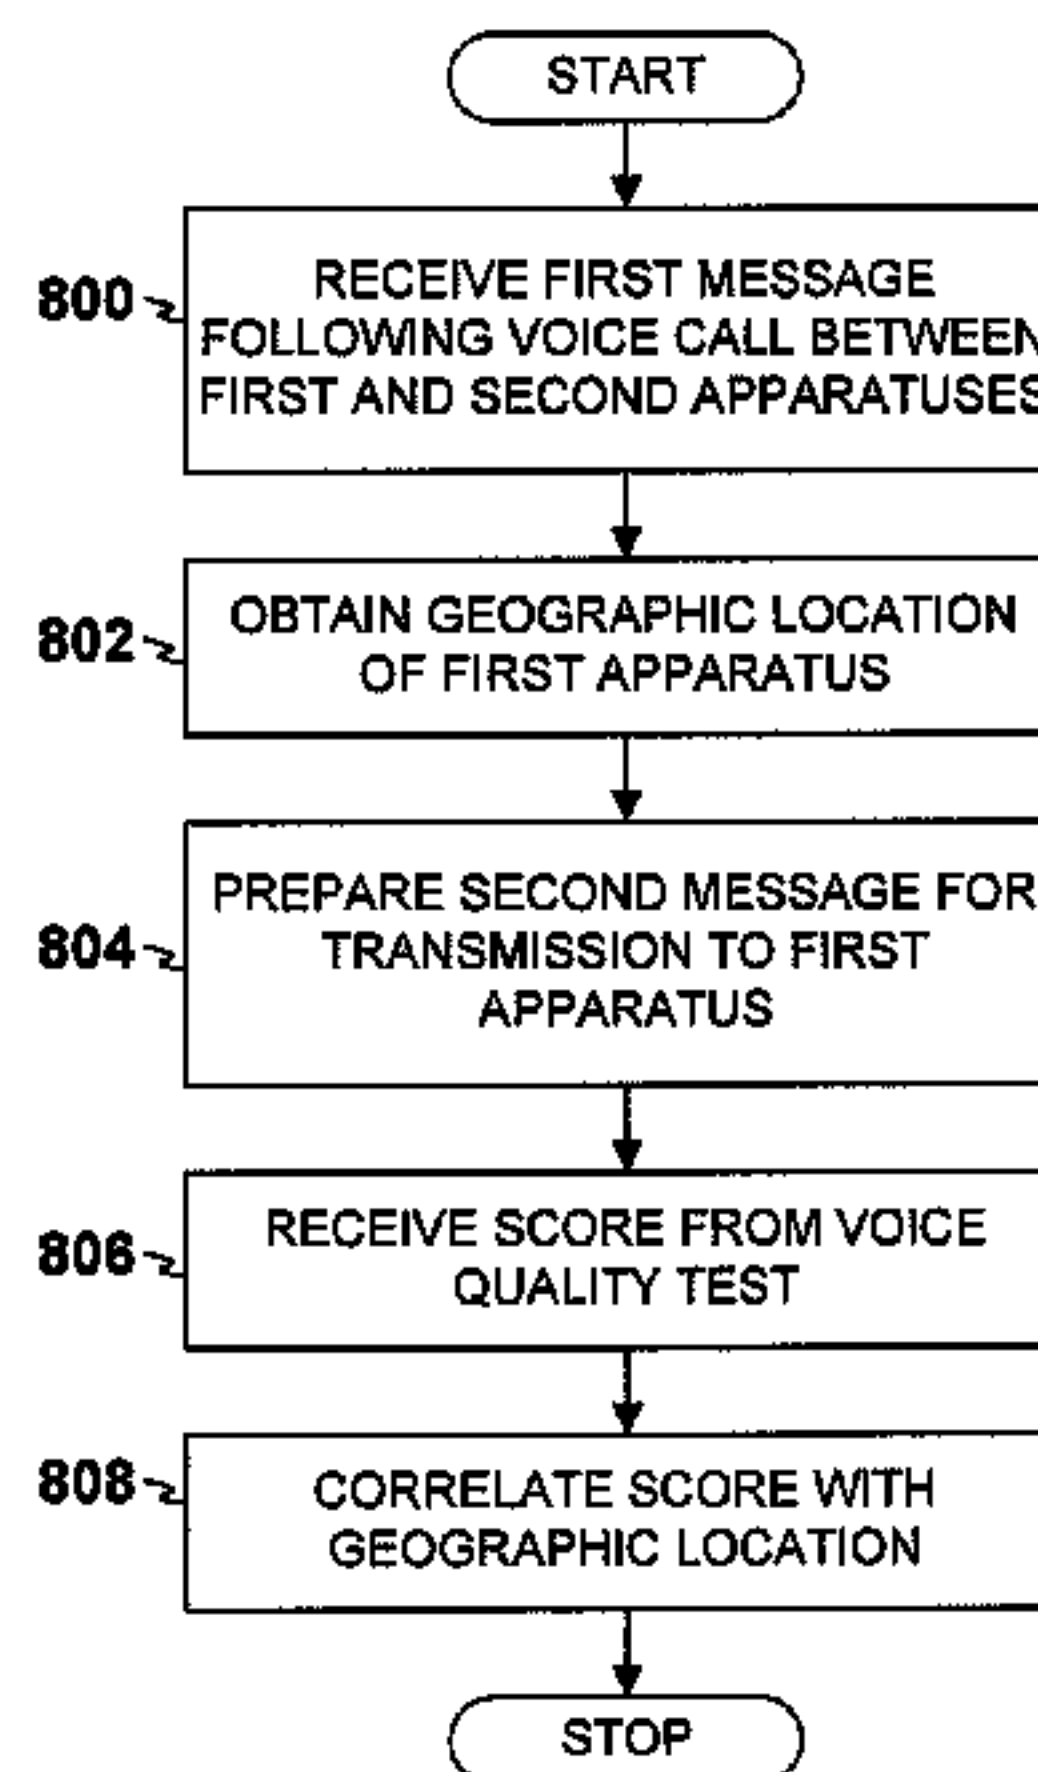 START
800
RECEIVE FIRST MESSAGE
FOLLOWING VOICE CALL BETWEEN
FIRST AND SECOND APPARATUSES
802
OBTAIN GEOGRAPHIC LOCATION
OF FIRST APPARATUS
804
PREPARE SECOND MESSAGE FOR
TRANSMISSION TO FIRST
APPARATUS
806
RECEIVE SCORE FROM VOICE
QUALITY TEST
808
CORRELATE SCORE WITH
GEOGRAPHIC LOCATION
STOP